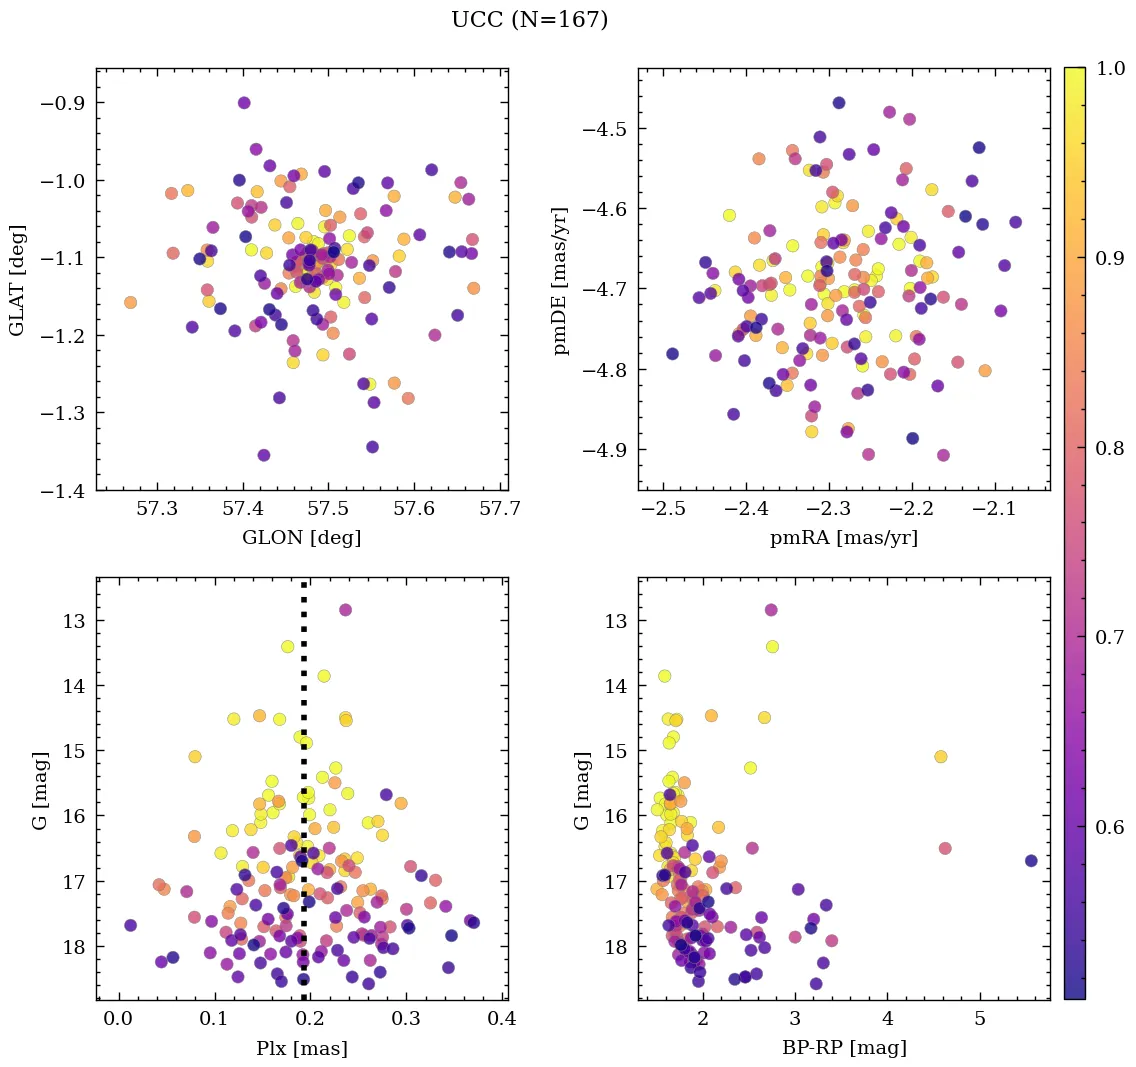 UCC (N=167)
−0.9
−1.0
−1.1
−1.2
−1.3
−1.4
GLAT [deg]
57.3 57.4 57.5 57.6 57.7
GLON [deg]
−4.5
−4.6
−4.7
−4.8
−4.9
pmDE [mas/yr]
−2.5 −2.4 −2.3 −2.2 −2.1
pmRA [mas/yr]
13
14
15
16
17
18
G [mag]
0.0 0.1 0.2 0.3 0.4
Plx [mas]
13
14
15
16
17
18
G [mag]
2 3 4 5
BP-RP [mag]
1.0
0.9
0.8
0.7
0.6